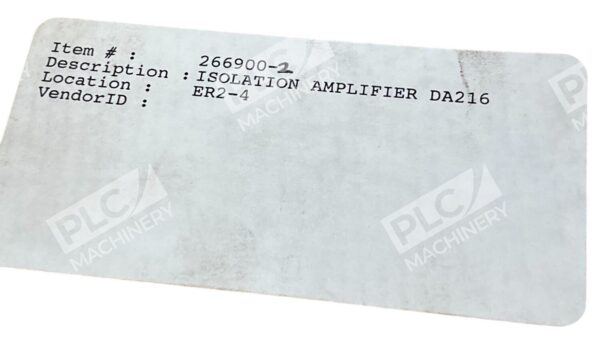 Item # : 266900-2
Description : ISOLATION AMPLIFIER DA216
Location : ER2-4
VendorID :
PLC MACHINERY
PLC MACHINERY
PLC MACHINERY
PLC MACHINERY